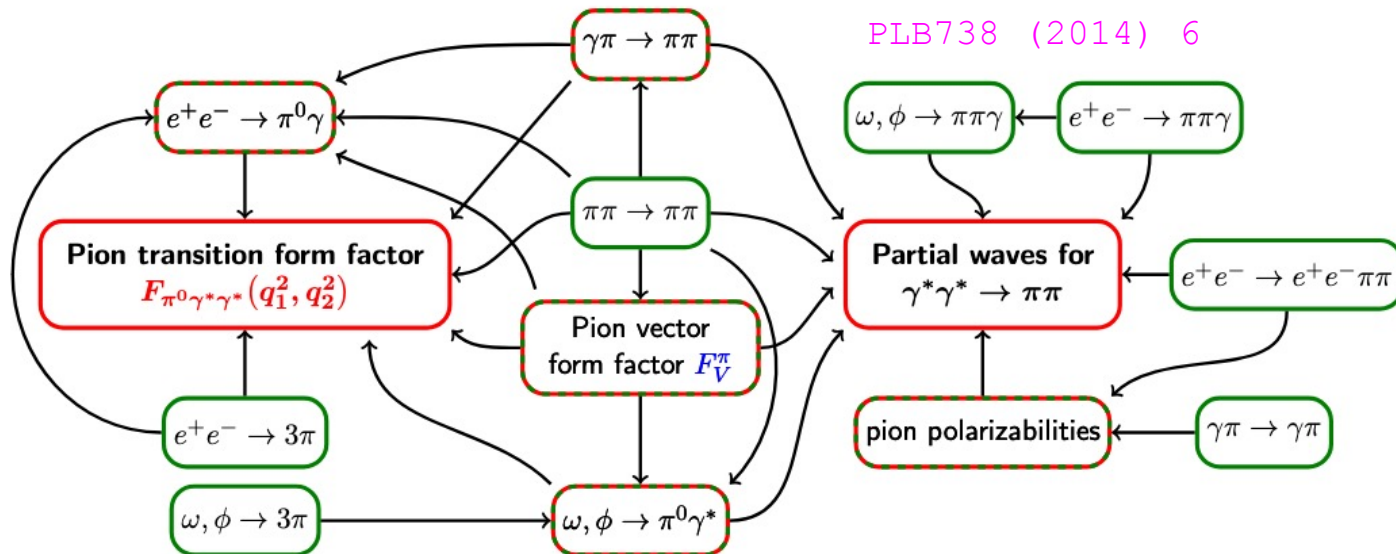 γπ → ππ
PLB738 (2014) 6
e⁺e⁻ → π⁰γ
ω, ϕ → ππγ
e⁺e⁻ → ππγ
ππ → ππ
Pion transition form factor
F_{π⁰γ*γ*}(q₁², q₂²)
Partial waves for
γ*γ* → ππ
e⁺e⁻ → e⁺e⁻ππ
Pion vector
form factor F_V^π
e⁺e⁻ → 3π
pion polarizabilities
γπ → γπ
ω, ϕ → 3π
ω, ϕ → π⁰γ*